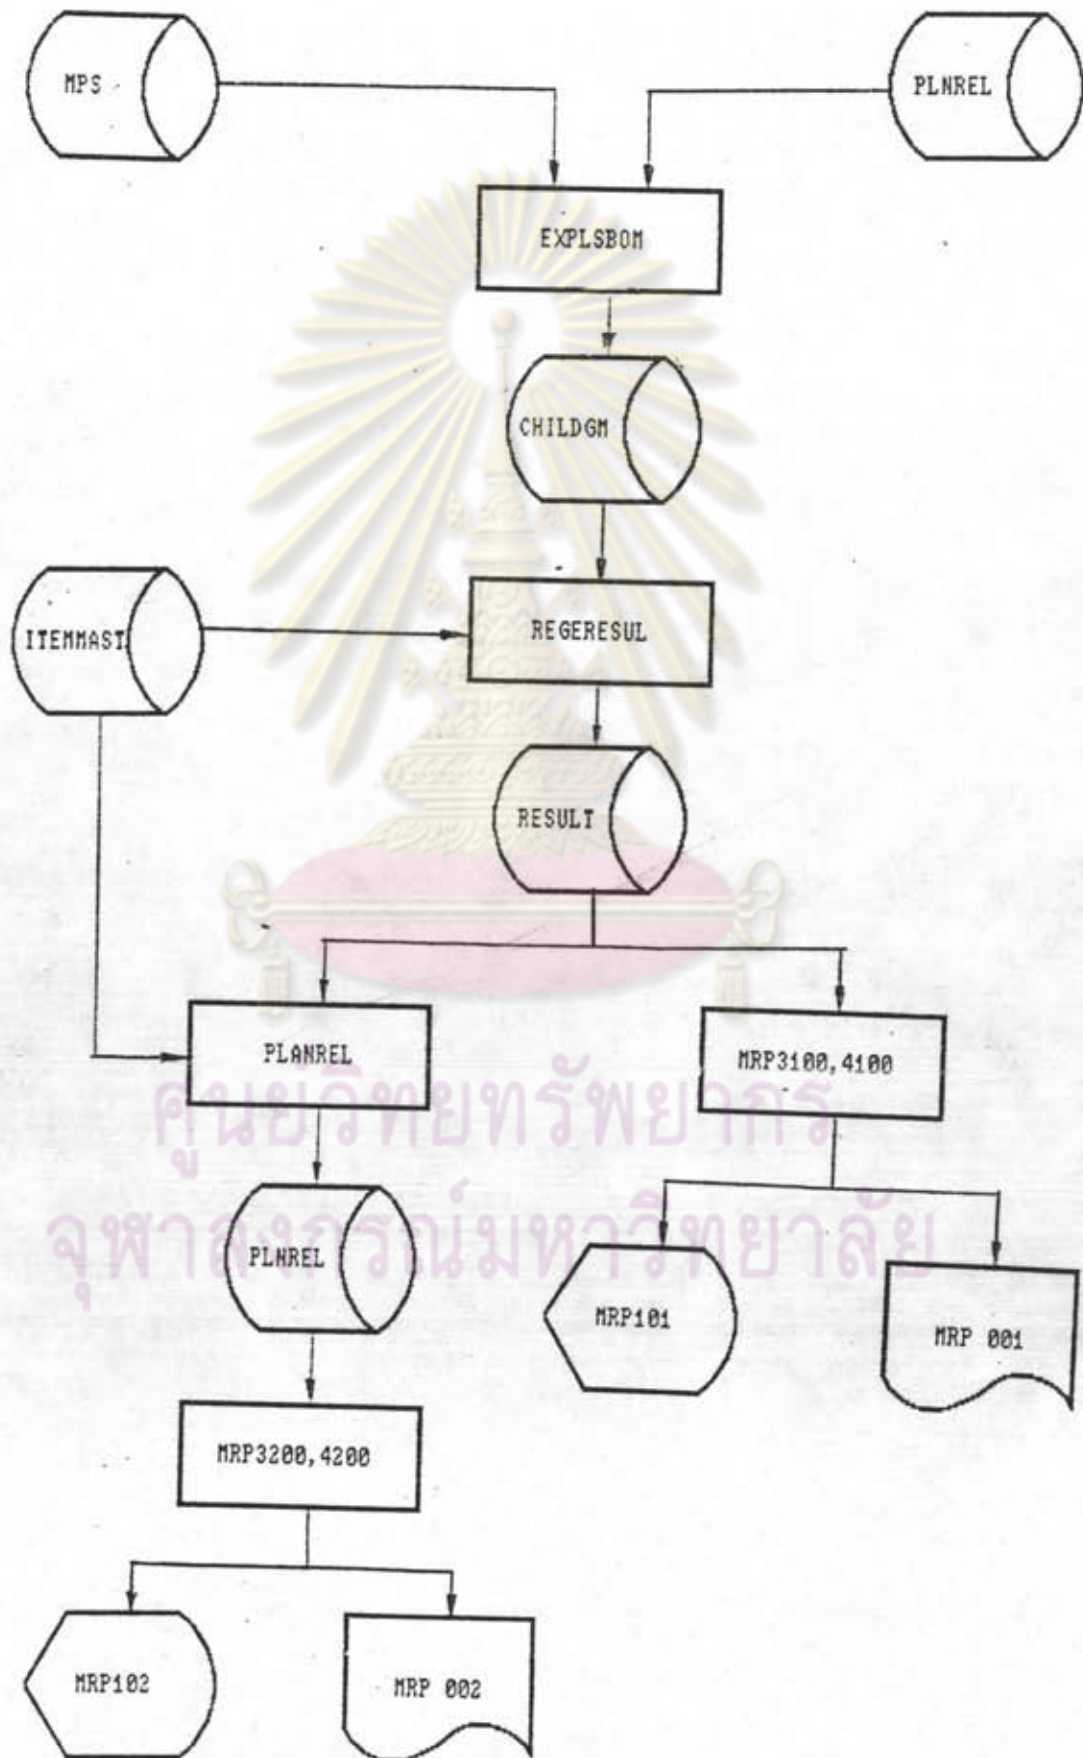 MPS
PLNREL
EXPLSBOM
CHILDGM
ITEMMAST
REGERESUL
RESULT
PLANREL
MRP3100,4100
ศูนย์วิทยทรัพยากร
จุฬาลงกรณ์มหาวิทยาลัย
PLNREL
MRP101
MRP 001
MRP3200,4200
MRP102
MRP 002